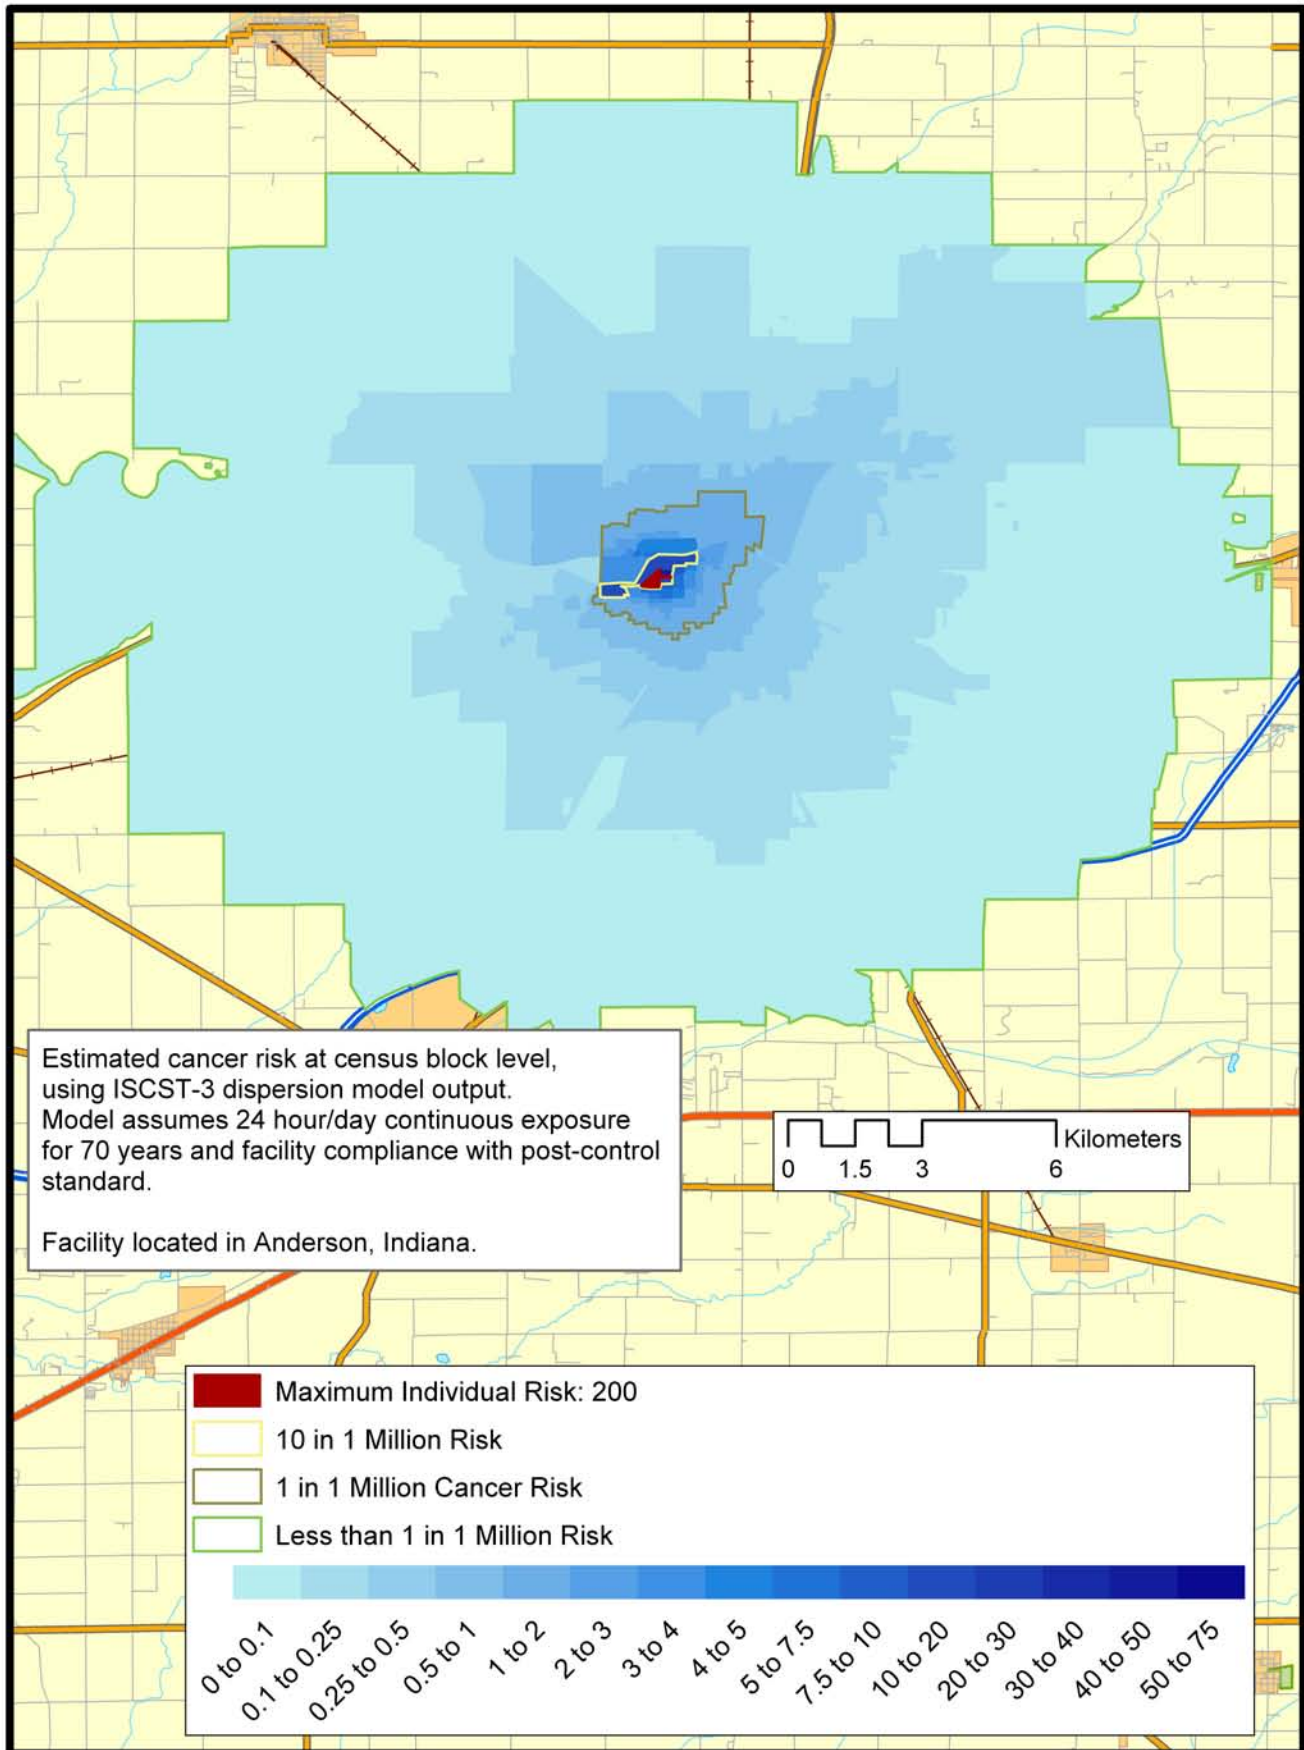 Estimated cancer risk at census block level,
using ISCST-3 dispersion model output.
Model assumes 24 hour/day continuous exposure
for 70 years and facility compliance with post-control
standard.
Facility located in Anderson, Indiana.
Kilometers
0 1.5 3 6
Maximum Individual Risk: 200
10 in 1 Million Risk
1 in 1 Million Cancer Risk
Less than 1 in 1 Million Risk
0 to 0.1
0.1 to 0.25
0.25 to 0.5
0.5 to 1
1 to 2
2 to 3
3 to 4
4 to 5
5 to 7.5
7.5 to 10
10 to 20
20 to 30
30 to 40
40 to 50
50 to 75